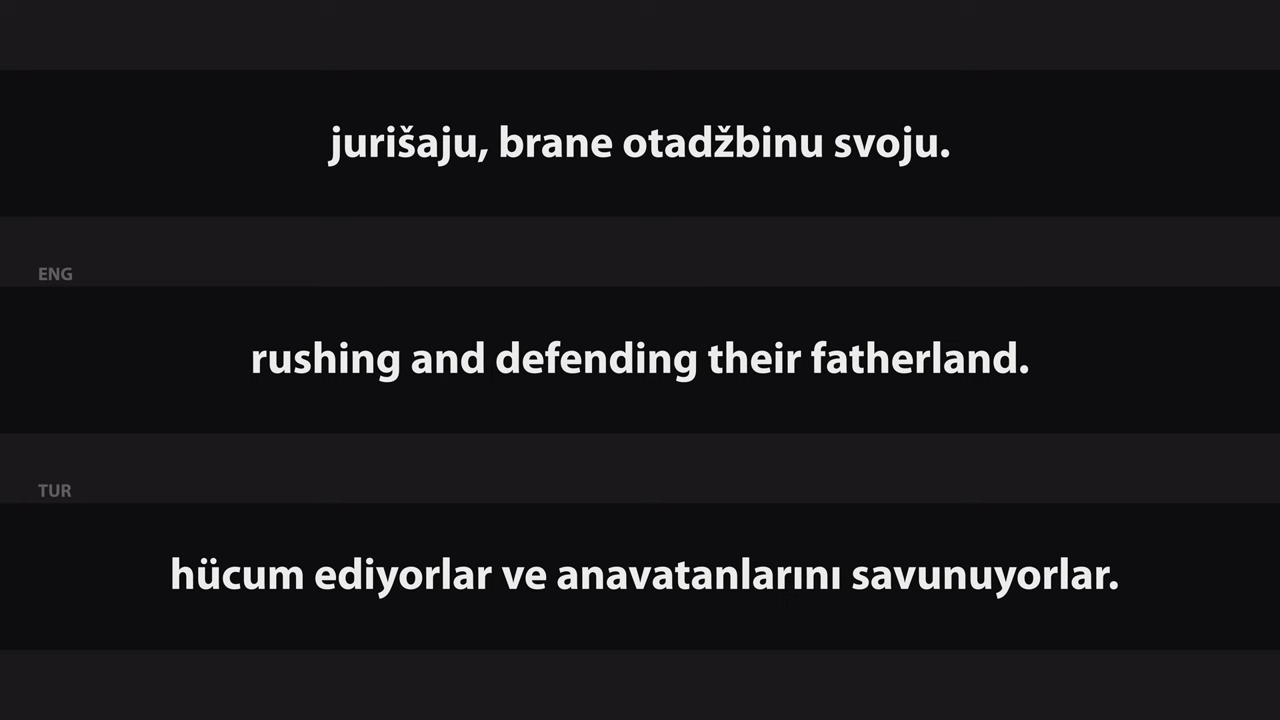 jurišaju, brane otadžbinu svoju.
ENG
rushing and defending their fatherland.
TUR
hücum ediyorlar ve anavatanlarını savunuyorlar.